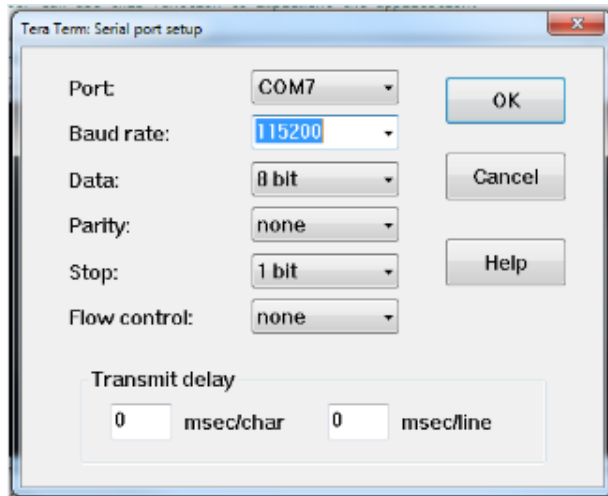 Tera Term: Serial port setup
Port: COM7
OK
Baud rate: 115200
Data: 8 bit
Cancel
Parity: none
Stop: 1 bit
Help
Flow control: none
Transmit delay
0 msec/char 0 msec/line